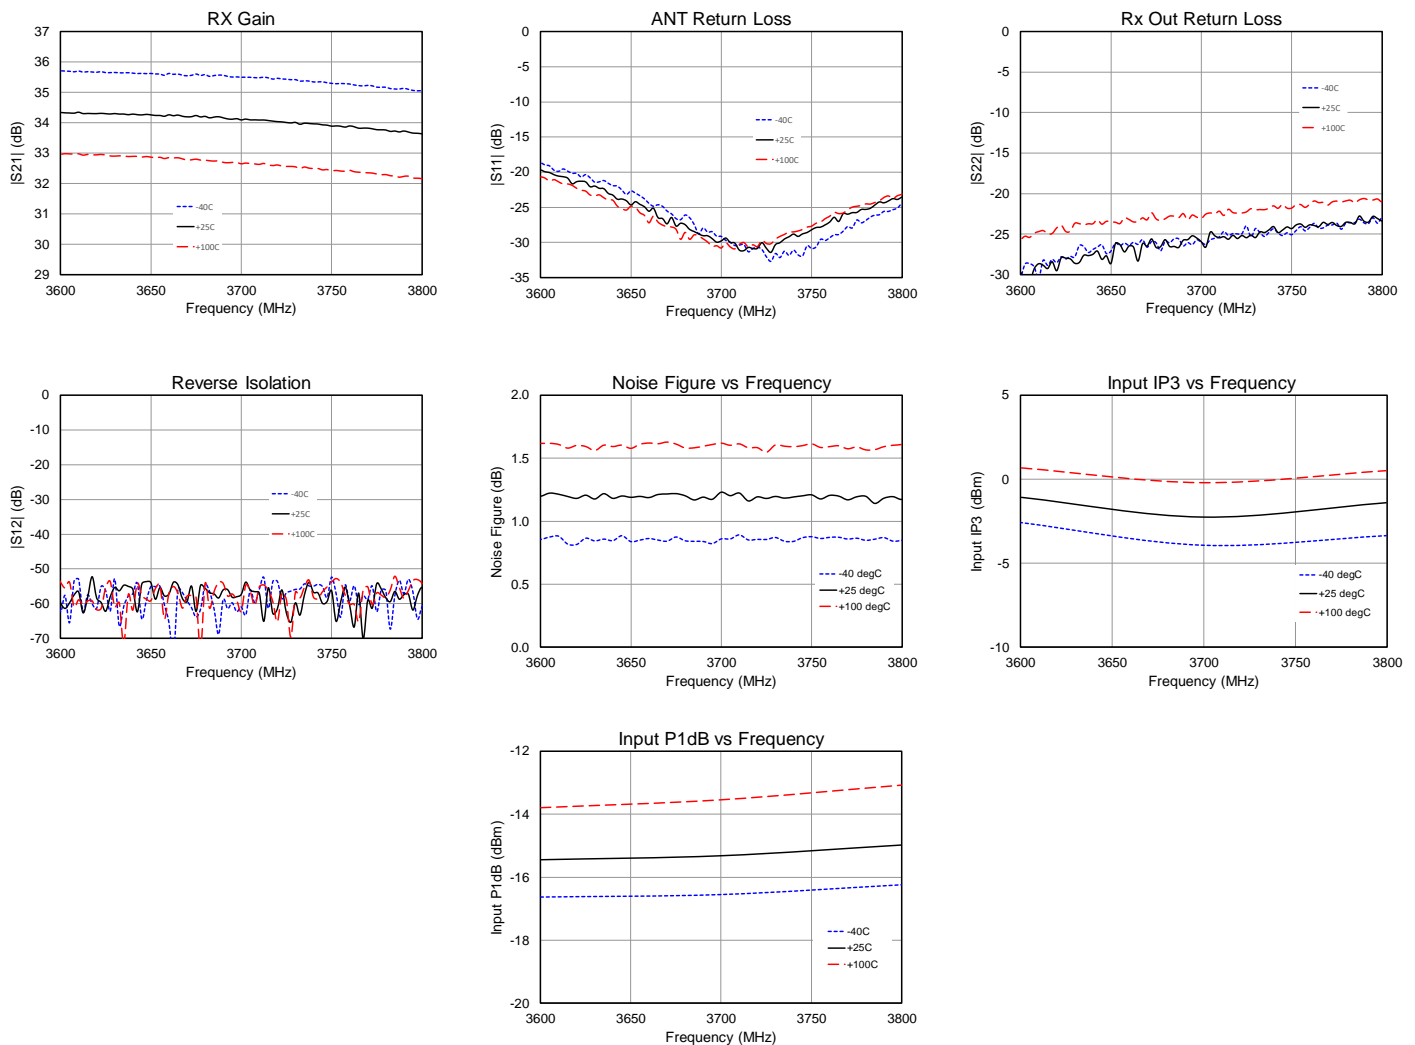 RX Gain
37
36
35
34
33
32
31
30
29
|S21| (dB)
-40C
+25C
+100C
3600 3650 3700 3750 3800
Frequency (MHz)
ANT Return Loss
0
-5
-10
-15
-20
-25
-30
-35
|S11| (dB)
-40C
+25C
+100C
3600 3650 3700 3750 3800
Frequency (MHz)
Rx Out Return Loss
0
-5
-10
-15
-20
-25
-30
|S22| (dB)
-40C
+25C
+100C
3600 3650 3700 3750 3800
Frequency (MHz)
Reverse Isolation
0
-10
-20
-30
-40
-50
-60
-70
|S12| (dB)
-40C
+25C
+100C
3600 3650 3700 3750 3800
Frequency (MHz)
Noise Figure vs Frequency
2.0
1.5
1.0
0.5
0.0
Noise Figure (dB)
-40 degC
+25 degC
+100 degC
3600 3650 3700 3750 3800
Frequency (MHz)
Input IP3 vs Frequency
5
0
-5
-10
Input IP3 (dBm)
-40 degC
+25 degC
+100 degC
3600 3650 3700 3750 3800
Frequency (MHz)
Input P1dB vs Frequency
-12
-14
-16
-18
-20
Input P1dB (dBm)
-40C
+25C
+100C
3600 3650 3700 3750 3800
Frequency (MHz)